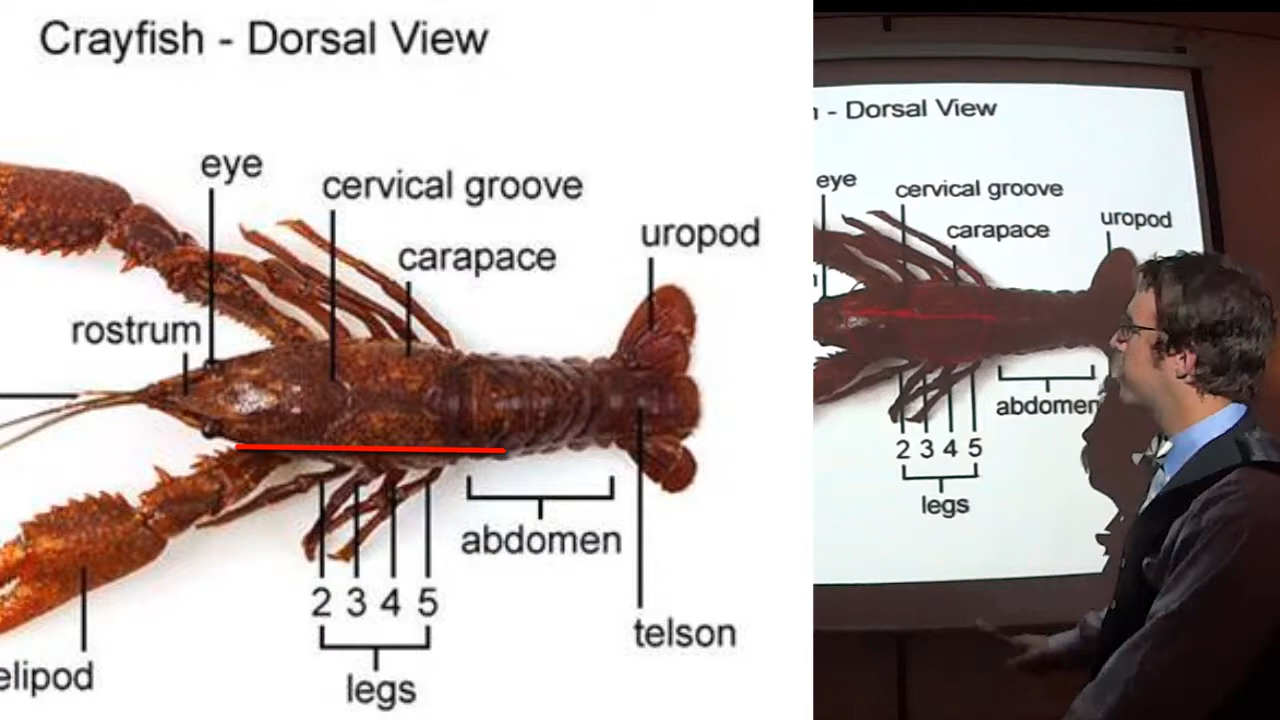 Crayfish - Dorsal View
eye
cervical groove
uropod
carapace
rostrum
abdomen
2 3 4 5
telson
elipod
legs
- Dorsal View
eye
cervical groove
uropod
carapace
abdomen
2 3 4 5
legs